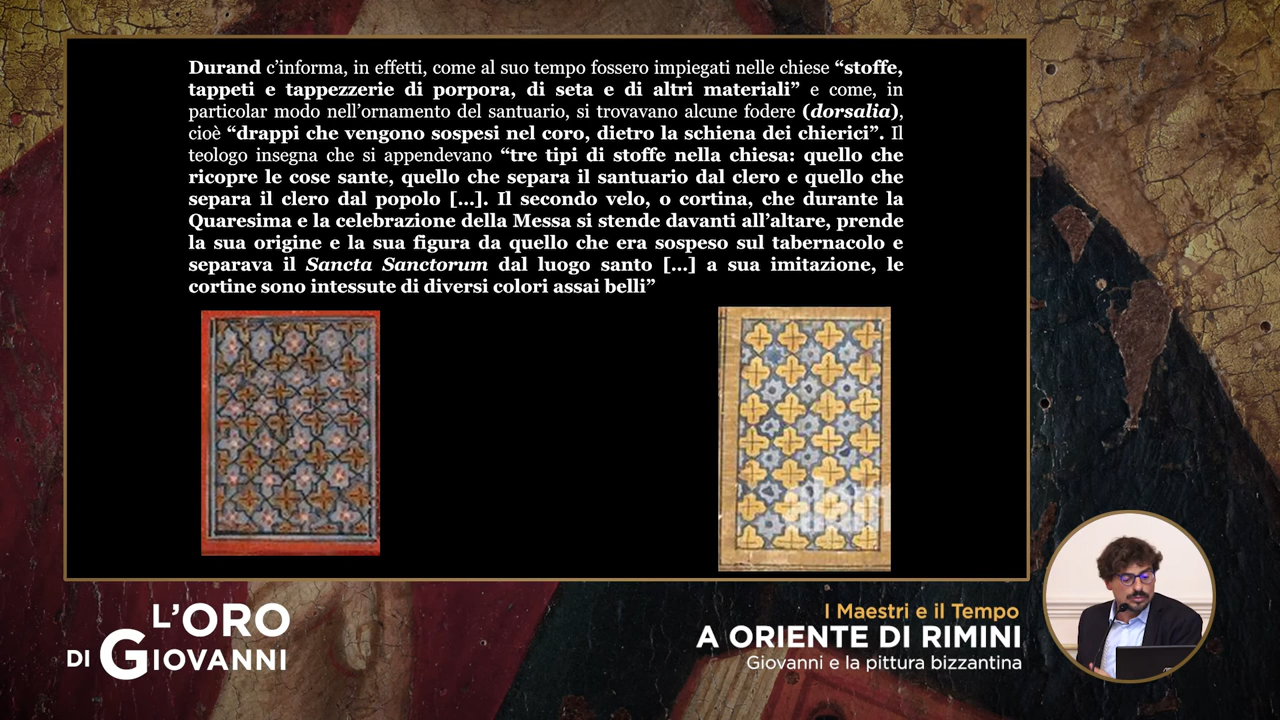 Durand c’informa, in effetti, come al suo tempo fossero impiegati nelle chiese “stoffe,
tappeti e tappezzerie di porpora, di seta e di altri materiali” e come, in
particolar modo nell’ornamento del santuario, si trovavano alcune fodere (dorsalia),
cioè “drappi che vengono sospesi nel coro, dietro la schiena dei chierici”. Il
teologo insegna che si appendevano “tre tipi di stoffe nella chiesa: quello che
ricopre le cose sante, quello che separa il santuario dal clero e quello che
separa il clero dal popolo [...]. Il secondo velo, o cortina, che durante la
Quaresima e la celebrazione della Messa si stende davanti all’altare, prende
la sua origine e la sua figura da quello che era sospeso sul tabernacolo e
separava il Sancta Sanctorum dal luogo santo [...] a sua imitazione, le
cortine sono intessute di diversi colori assai belli”
L’ORO
DI GIOVANNI
I Maestri e il Tempo
A ORIENTE DI RIMINI
Giovanni e la pittura bizzantina